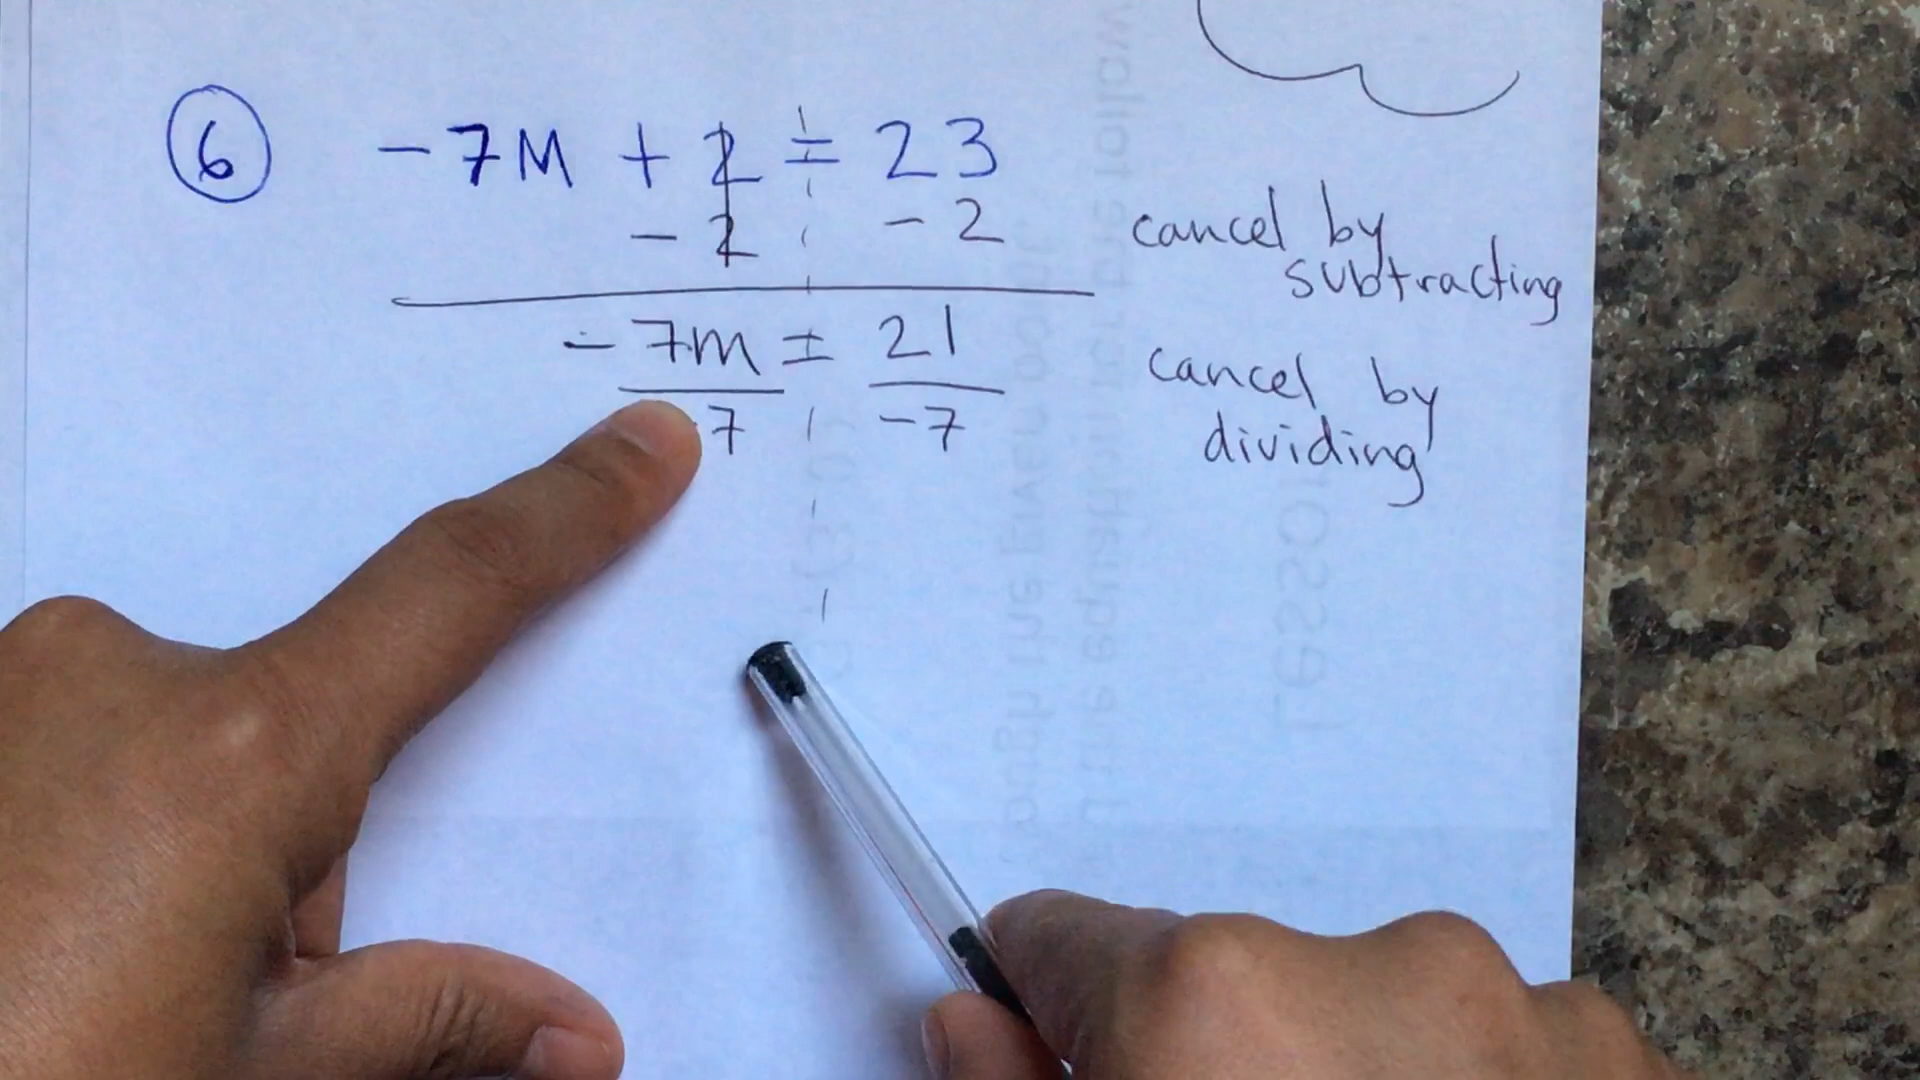 6 -7M + 2 = 23
- 2 - 2
cancel by
subtracting
- 7m = 21
7 -7
cancel by
dividing